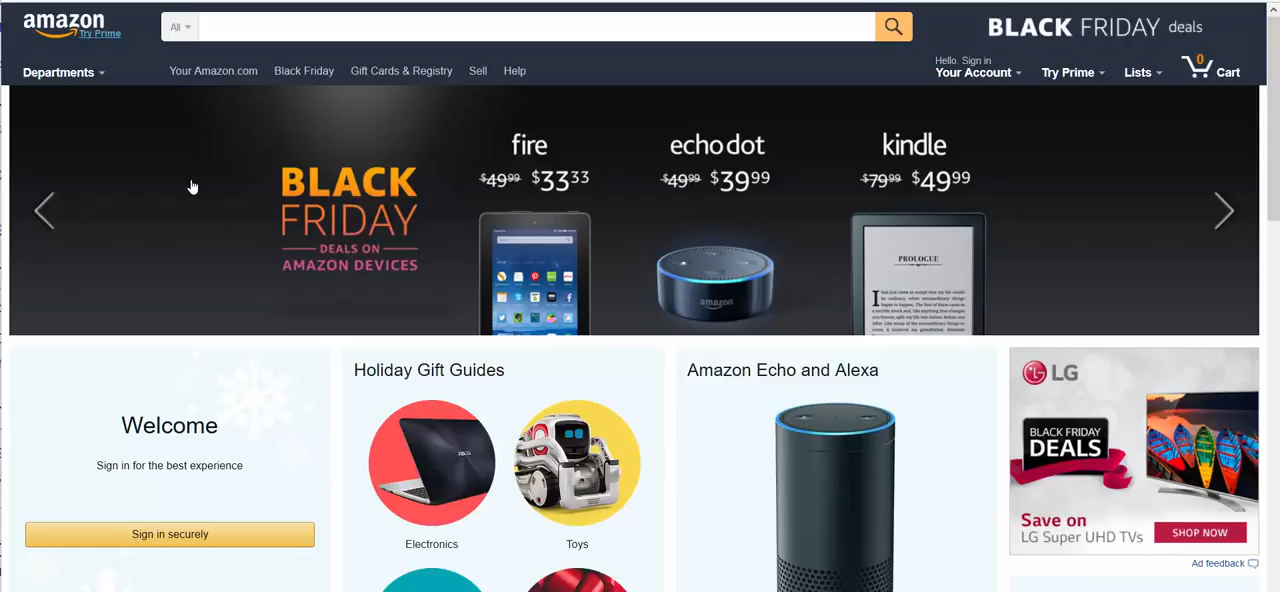 amazon
Try Prime
All
BLACK FRIDAY deals
Departments
Your Amazon.com
Black Friday
Gift Cards & Registry
Sell
Help
Hello. Sign in
Your Account
Try Prime
Lists
0
Cart
BLACK
FRIDAY
DEALS ON
AMAZON DEVICES
fire
$49.99 $33.33
echo dot
$49.99 $39.99
kindle
$79.99 $49.99
amazon
PROLOGUE
Welcome
Sign in for the best experience
Sign in securely
Holiday Gift Guides
ASUS
Electronics
Toys
Amazon Echo and Alexa
LG
BLACK FRIDAY
DEALS
Save on
LG Super UHD TVs
SHOP NOW
Ad feedback